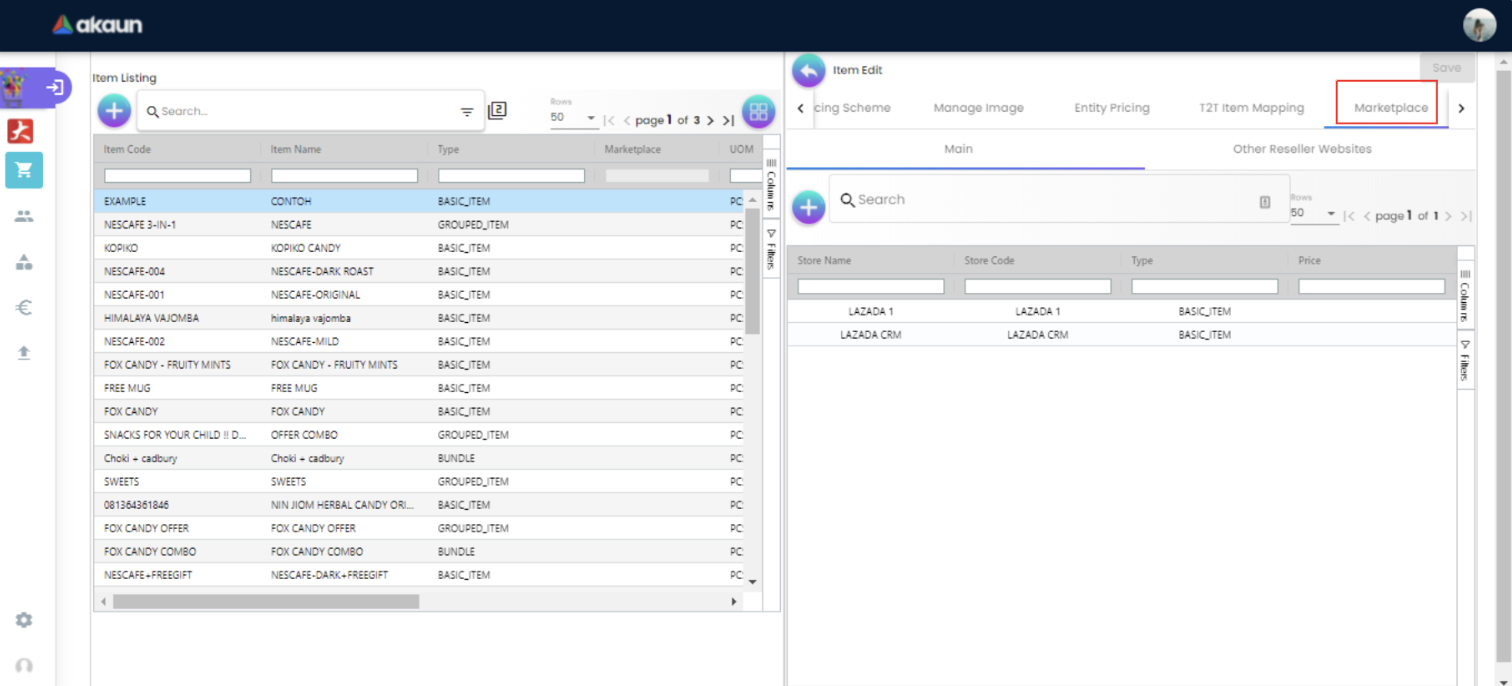 akaun
Item Listing
Search...
2
Rows
50
page 1 of 3
Item Code Item Name Type Marketplace UOM
EXAMPLE CONTOH BASIC_ITEM PC
NESCAFE 3-IN-1 NESCAFE GROUPED_ITEM PC
KOPIKO KOPIKO CANDY BASIC_ITEM PC
NESCAFE-004 NESCAFE-DARK ROAST BASIC_ITEM PC
NESCAFE-001 NESCAFE-ORIGINAL BASIC_ITEM PC
HIMALAYA VAJOMBA himalaya vajomba BASIC_ITEM PC
NESCAFE-002 NESCAFE-MILD BASIC_ITEM PC
FOX CANDY - FRUITY MINTS FOX CANDY - FRUITY MINTS BASIC_ITEM PC
FREE MUG FREE MUG BASIC_ITEM PC
FOX CANDY FOX CANDY BASIC_ITEM PC
SNACKS FOR YOUR CHILD !! D... OFFER COMBO GROUPED_ITEM PC
Choki + cadbury Choki + cadbury BUNDLE PC
SWEETS SWEETS GROUPED_ITEM PC
081364361846 NIN JIOM HERBAL CANDY ORI... BASIC_ITEM PC
FOX CANDY OFFER FOX CANDY OFFER GROUPED_ITEM PC
FOX CANDY COMBO FOX CANDY COMBO BUNDLE PC
NESCAFE+FREEGIFT NESCAFE-DARK+FREEGIFT BASIC_ITEM PC
Columns
Filters
Item Edit
Save
cing Scheme Manage Image Entity Pricing T2T Item Mapping Marketplace
Main Other Reseller Websites
Search
Rows
50
page 1 of 1
Store Name Store Code Type Price
LAZADA 1 LAZADA 1 BASIC_ITEM
LAZADA CRM LAZADA CRM BASIC_ITEM
Columns
Filters